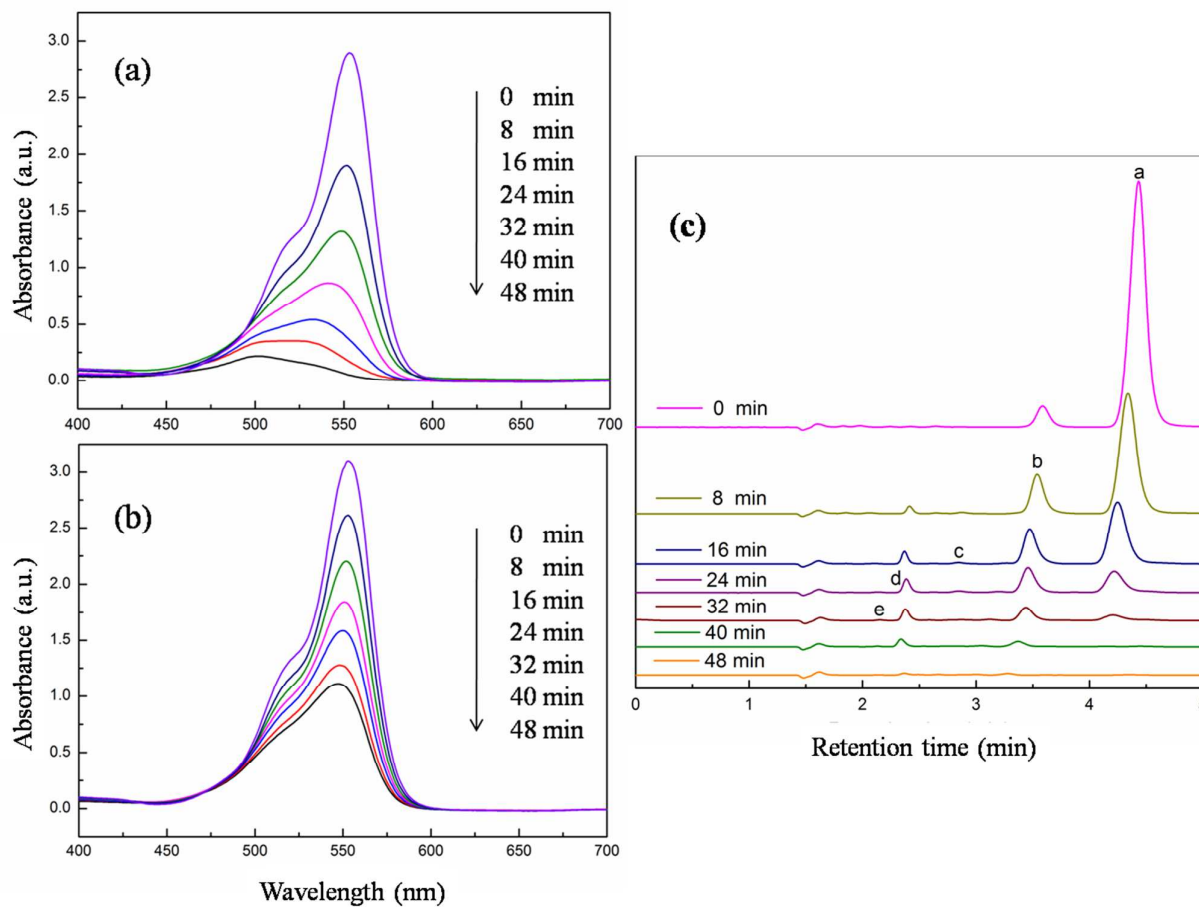 (a)
Absorbance (a.u.)
3.0
2.5
2.0
1.5
1.0
0.5
0.0
400 450 500 550 600 650 700
0 min
8 min
16 min
24 min
32 min
40 min
48 min
(b)
Absorbance (a.u.)
3.0
2.5
2.0
1.5
1.0
0.5
0.0
400 450 500 550 600 650 700
0 min
8 min
16 min
24 min
32 min
40 min
48 min
Wavelength (nm)
(c)
a
0 min
b
8 min
c
16 min
d
24 min
e
32 min
40 min
48 min
0 1 2 3 4
Retention time (min)